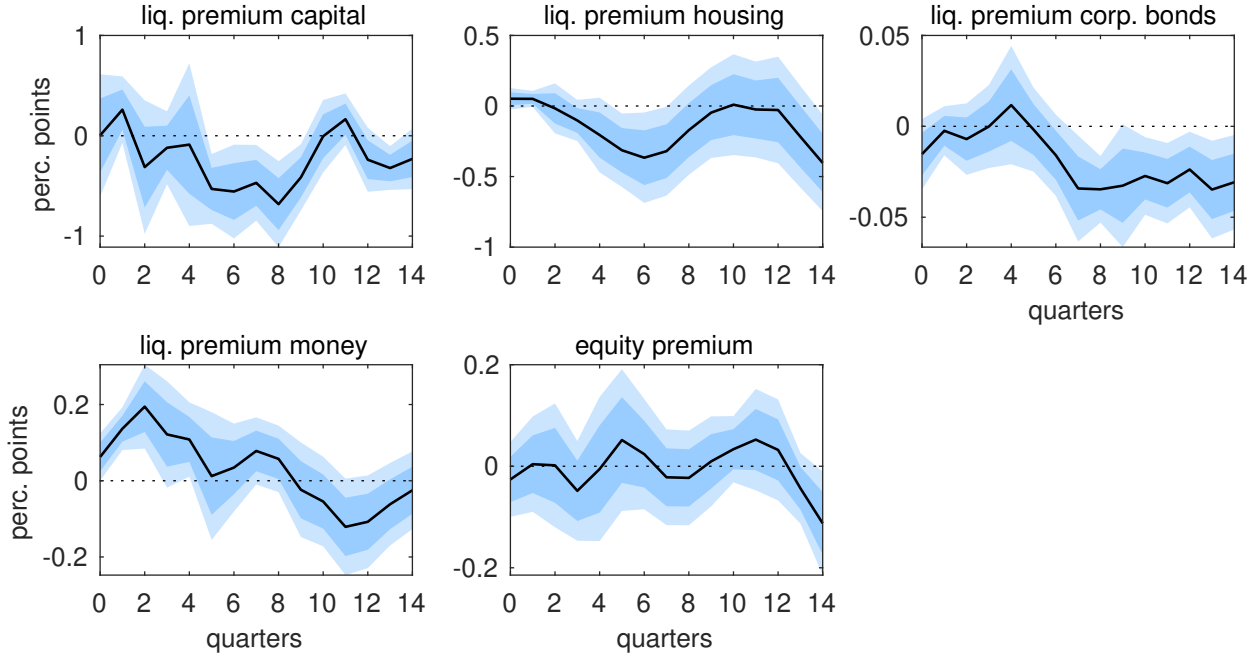 liq. premium capital
liq. premium housing
liq. premium corp. bonds
perc. points
1
0
-1
0 2 4 6 8 10 12 14
0.5
0
-0.5
-1
0 2 4 6 8 10 12 14
0.05
0
-0.05
0 2 4 6 8 10 12 14
quarters
liq. premium money
equity premium
perc. points
0.2
0
-0.2
0 2 4 6 8 10 12 14
quarters
0.2
0
-0.2
0 2 4 6 8 10 12 14
quarters